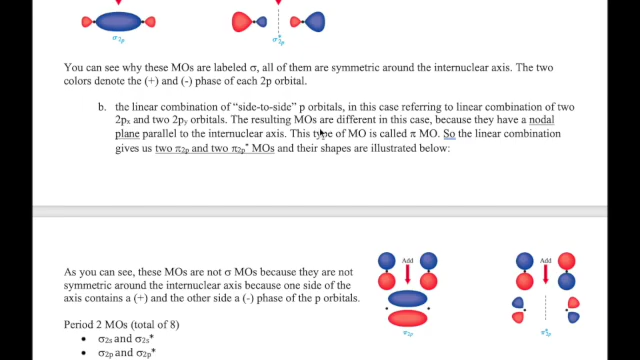 σ2p
σ*2p
You can see why these MOs are labeled σ, all of them are symmetric around the internuclear axis. The two
colors denote the (+) and (-) phase of each 2p orbital.
b. the linear combination of “side-to-side” p orbitals, in this case referring to linear combination of two
2px and two 2py orbitals. The resulting MOs are different in this case, because they have a nodal
plane parallel to the internuclear axis. This type of MO is called π MO. So the linear combination
gives us two π2p and two π2p* MOs and their shapes are illustrated below:
Add
Add
As you can see, these MOs are not σ MOs because they are not
symmetric around the internuclear axis because one side of the
axis contains a (+) and the other side a (-) phase of the p orbitals.
Period 2 MOs (total of 8)
• σ2s and σ2s*
• σ2p and σ2p*